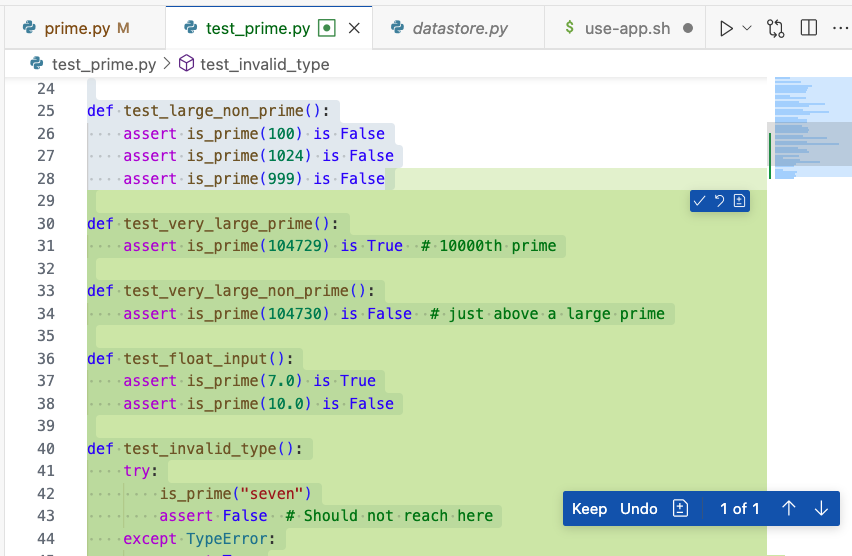 prime.py M test_prime.py datastore.py $ use-app.sh
test_prime.py > test_invalid_type
24
25 def test_large_non_prime():
26 assert is_prime(100) is False
27 assert is_prime(1024) is False
28 assert is_prime(999) is False
29
30 def test_very_large_prime():
31 assert is_prime(104729) is True # 10000th prime
32
33 def test_very_large_non_prime():
34 assert is_prime(104730) is False # just above a large prime
35
36 def test_float_input():
37 assert is_prime(7.0) is True
38 assert is_prime(10.0) is False
39
40 def test_invalid_type():
41 try:
42 is_prime("seven")
43 assert False # Should not reach here
44 except TypeError:
Keep Undo 1 of 1